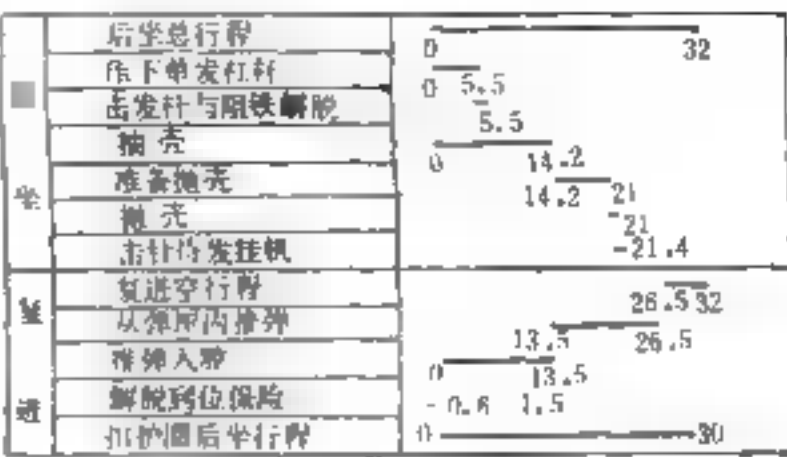 后坐总行程 0 32
压下单发杠杆 0 5.5
击发杆与阻铁解脱 5.5
抽壳 0 14.2
准备抛壳 14.2 21
抛壳 21
击针待发挂机 21.4
坐
复进空行程 26.5 32
从弹匣内推弹 13.5 26.5
推弹入膛 0 13.5
解脱到位保险 0.6 1.5
扣护圈后坐行程 0 30
复
进